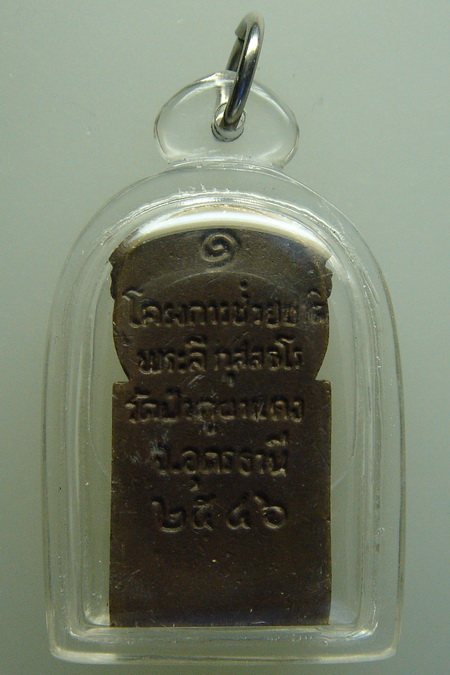 ๑
โครงการช่วยชาติ
พระลี กุสลธโร
วัดป่าภูผาแดง
จ.อุดรธานี
๒๕๔๖